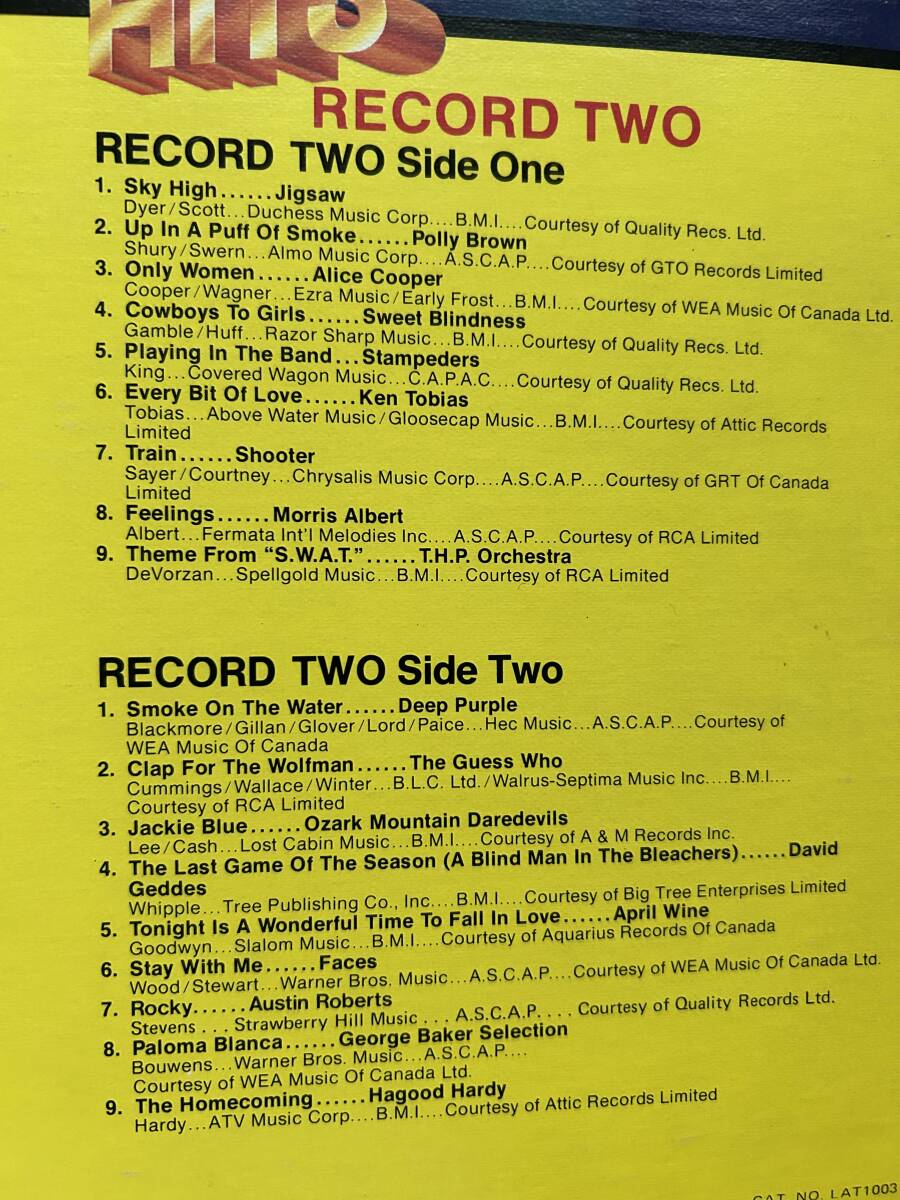 HITS
RECORD TWO
RECORD TWO Side One
1. Sky High......Jigsaw
Dyer/Scott...Duchess Music Corp....B.M.I....Courtesy of Quality Recs. Ltd.
2. Up In A Puff Of Smoke......Polly Brown
Shury/Swern...Almo Music Corp....A.S.C.A.P....Courtesy of GTO Records Limited
3. Only Women......Alice Cooper
Cooper/Wagner...Ezra Music/Early Frost...B.M.I....Courtesy of WEA Music Of Canada Ltd.
4. Cowboys To Girls......Sweet Blindness
Gamble/Huff...Razor Sharp Music...B.M.I....Courtesy of Quality Recs. Ltd.
5. Playing In The Band...Stampeders
King...Covered Wagon Music...C.A.P.A.C....Courtesy of Quality Recs. Ltd.
6. Every Bit Of Love......Ken Tobias
Tobias...Above Water Music/Gloosecap Music...B.M.I....Courtesy of Attic Records
Limited
7. Train......Shooter
Sayer/Courtney...Chrysalis Music Corp....A.S.C.A.P....Courtesy of GRT Of Canada
Limited
8. Feelings......Morris Albert
Albert...Fermata Int'l Melodies Inc....A.S.C.A.P....Courtesy of RCA Limited
9. Theme From “S.W.A.T.”......T.H.P. Orchestra
DeVorzan...Spellgold Music...B.M.I....Courtesy of RCA Limited
RECORD TWO Side Two
1. Smoke On The Water......Deep Purple
Blackmore/Gillan/Glover/Lord/Paice...Hec Music...A.S.C.A.P....Courtesy of
WEA Music Of Canada
2. Clap For The Wolfman......The Guess Who
Cummings/Wallace/Winter...B.L.C. Ltd./Walrus-Septima Music Inc....B.M.I....
Courtesy of RCA Limited
3. Jackie Blue......Ozark Mountain Daredevils
Lee/Cash...Lost Cabin Music...B.M.I....Courtesy of A & M Records Inc.
4. The Last Game Of The Season (A Blind Man In The Bleachers)......David
Geddes
Whipple...Tree Publishing Co., Inc....B.M.I....Courtesy of Big Tree Enterprises Limited
5. Tonight Is A Wonderful Time To Fall In Love......April Wine
Goodwyn...Slalom Music...B.M.I....Courtesy of Aquarius Records Of Canada
6. Stay With Me......Faces
Wood/Stewart...Warner Bros. Music...A.S.C.A.P....Courtesy of WEA Music Of Canada Ltd.
7. Rocky......Austin Roberts
Stevens . . . Strawberry Hill Music . . . A.S.C.A.P. . . . Courtesy of Quality Records Ltd.
8. Paloma Blanca......George Baker Selection
Bouwens...Warner Bros. Music...A.S.C.A.P....
Courtesy of WEA Music Of Canada Ltd.
9. The Homecoming......Hagood Hardy
Hardy...ATV Music Corp....B.M.I....Courtesy of Attic Records Limited
CAT. NO. LAT1003